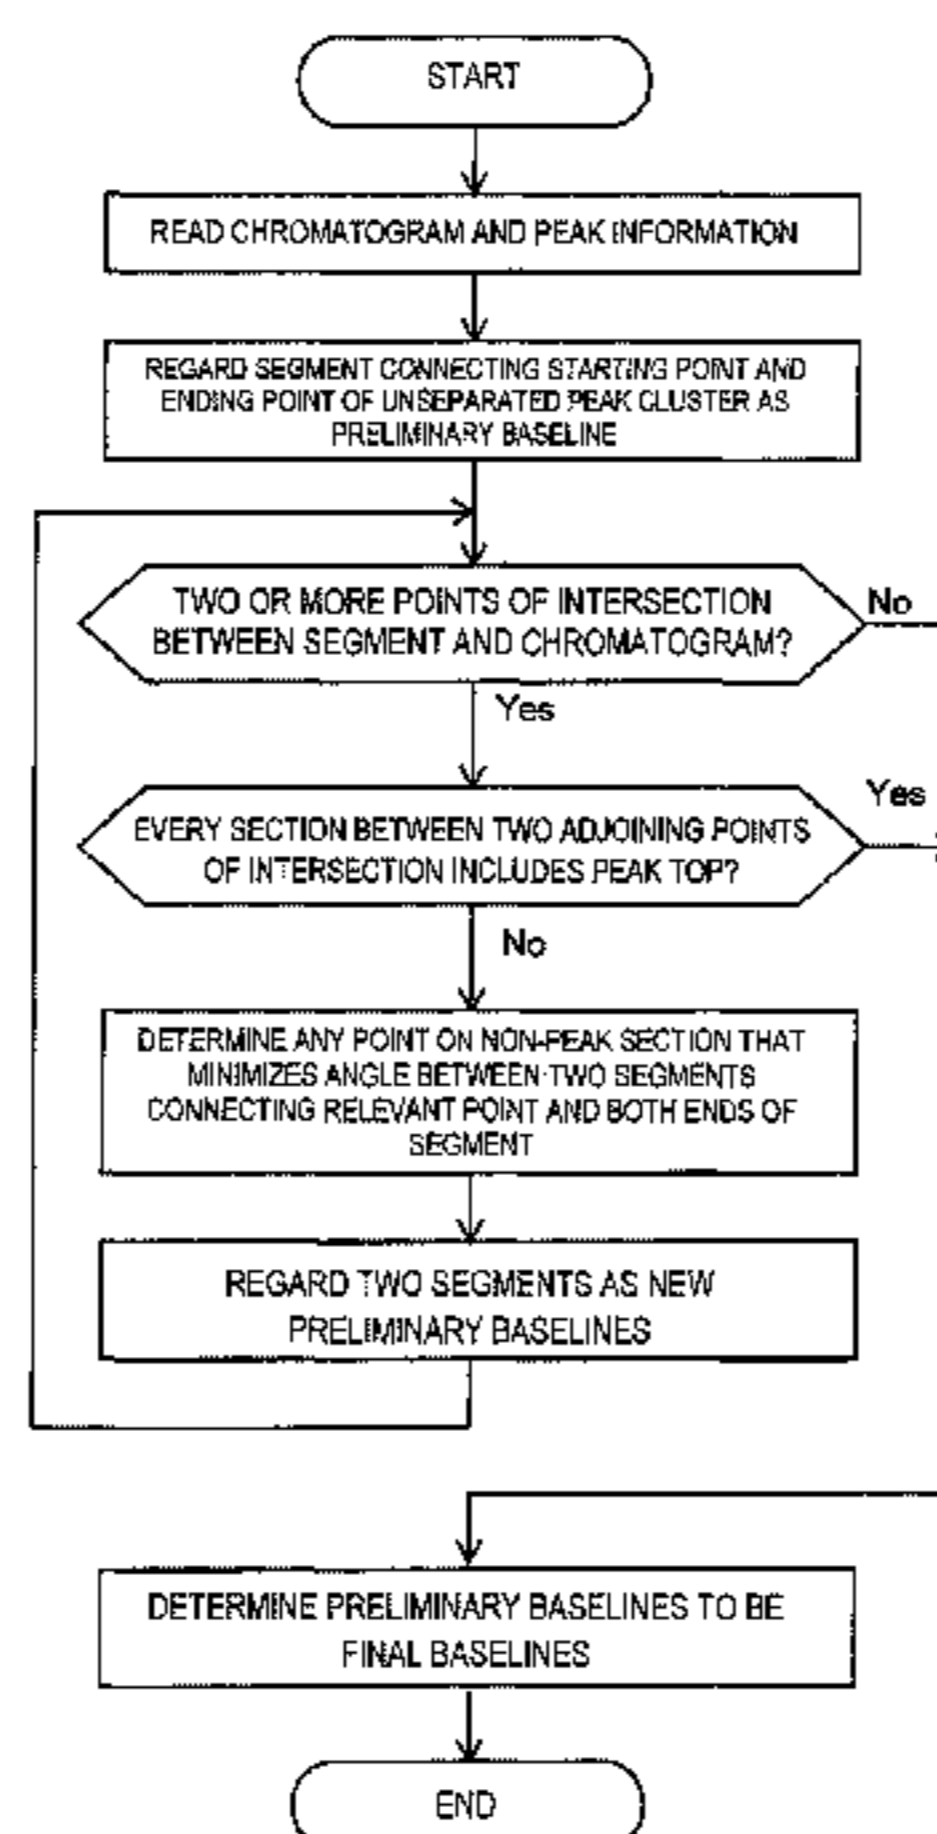 START
READ CHROMATOGRAM AND PEAK INFORMATION
REGARD SEGMENT CONNECTING STARTING POINT AND
ENDING POINT OF UNSEPARATED PEAK CLUSTER AS
PRELIMINARY BASELINE
TWO OR MORE POINTS OF INTERSECTION
BETWEEN SEGMENT AND CHROMATOGRAM?
No
Yes
EVERY SECTION BETWEEN TWO ADJOINING POINTS
OF INTERSECTION INCLUDES PEAK TOP?
Yes
No
DETERMINE ANY POINT ON NON-PEAK SECTION THAT
MINIMIZES ANGLE BETWEEN TWO SEGMENTS
CONNECTING RELEVANT POINT AND BOTH ENDS OF
SEGMENT
REGARD TWO SEGMENTS AS NEW
PRELIMINARY BASELINES
DETERMINE PRELIMINARY BASELINES TO BE
FINAL BASELINES
END